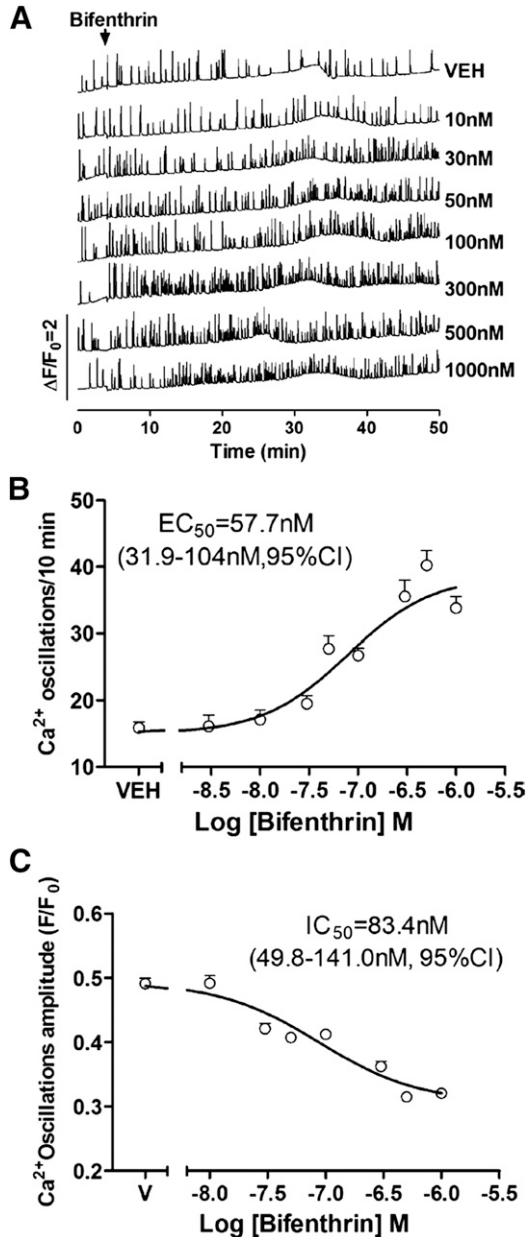 A
Bifenthrin
VEH
10nM
30nM
50nM
100nM
300nM
500nM
1000nM
ΔF/F₀=2
0 10 20 30 40 50
Time (min)
B
EC₅₀=57.7nM
(31.9-104nM,95%CI)
Ca²⁺ oscillations/10 min
50
40
30
20
10
VEH -8.5 -8.0 -7.5 -7.0 -6.5 -6.0 -5.5
Log [Bifenthrin] M
C
IC₅₀=83.4nM
(49.8-141.0nM, 95%CI)
Ca²⁺Oscillations amplitude (F/F₀)
0.6
0.5
0.4
0.3
0.2
V -8.0 -7.5 -7.0 -6.5 -6.0 -5.5
Log [Bifenthrin] M